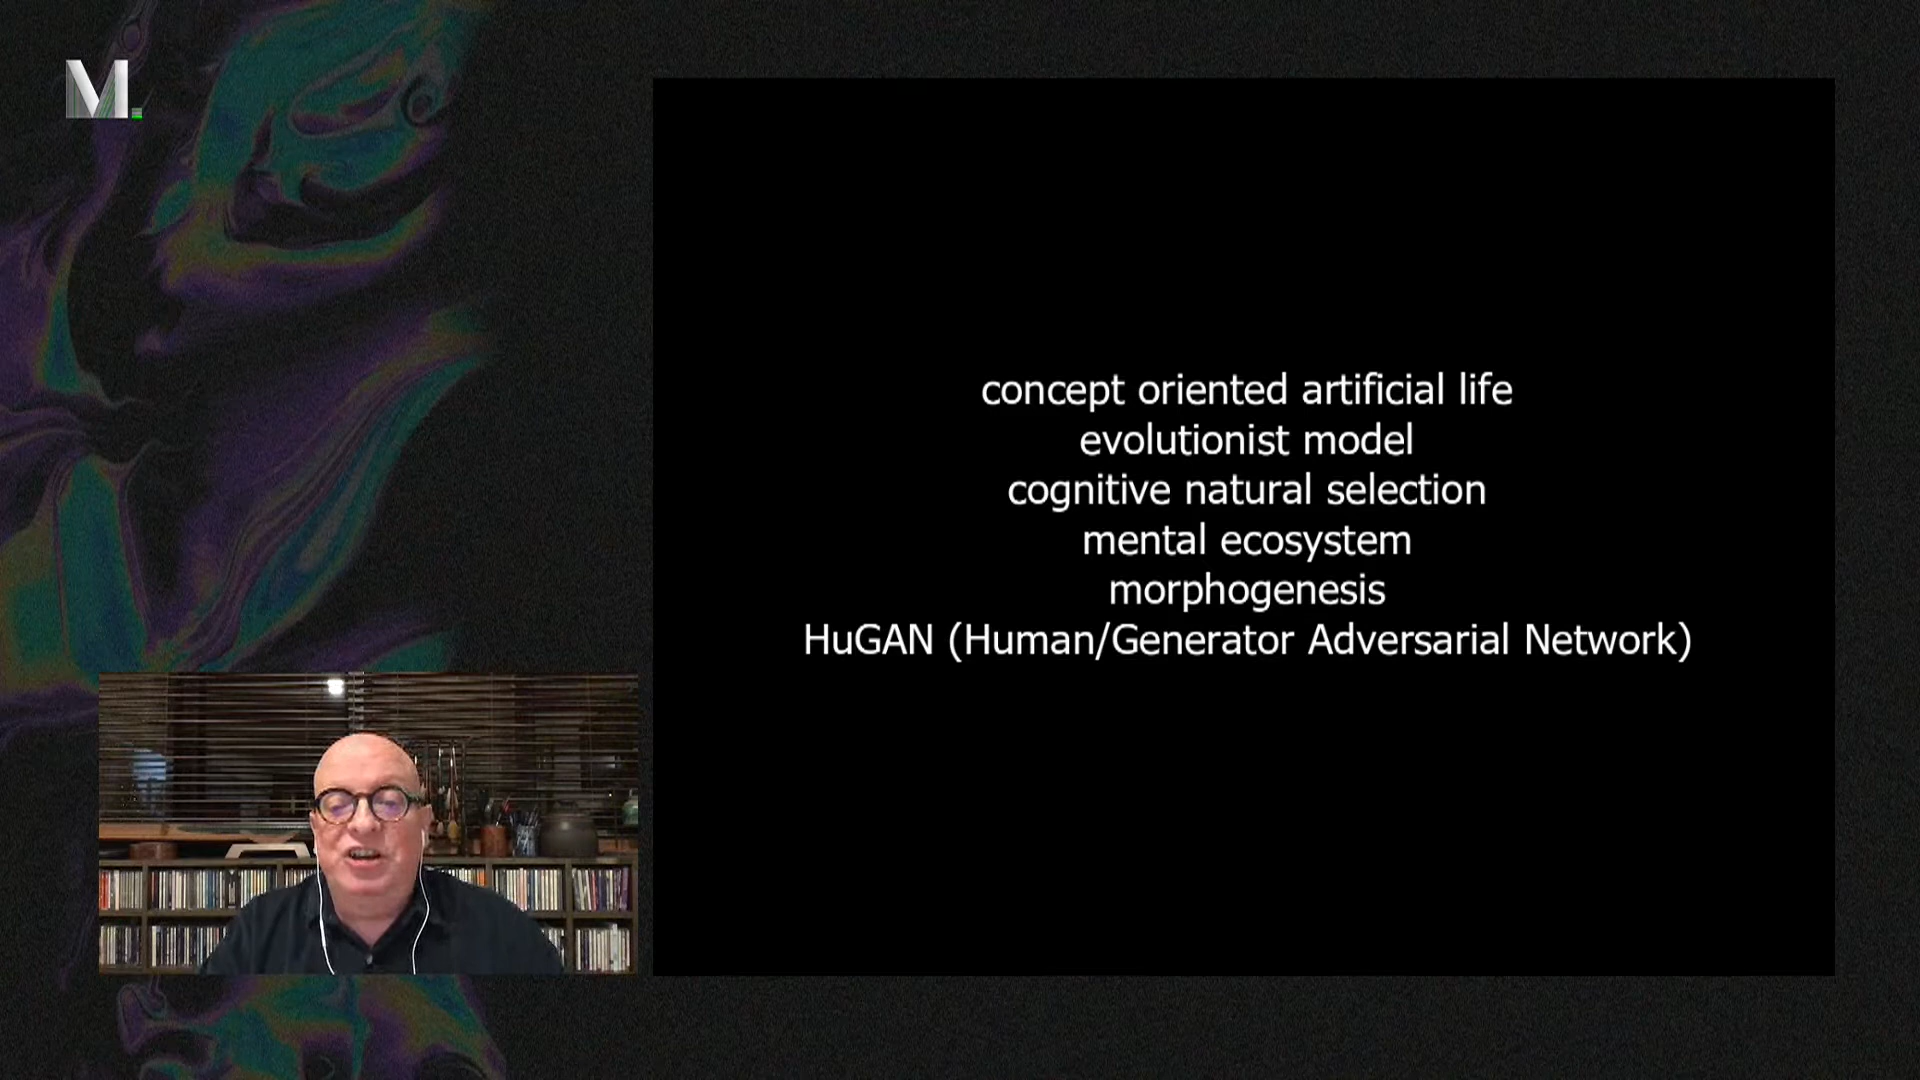 M.
concept oriented artificial life
evolutionist model
cognitive natural selection
mental ecosystem
morphogenesis
HuGAN (Human/Generator Adversarial Network)